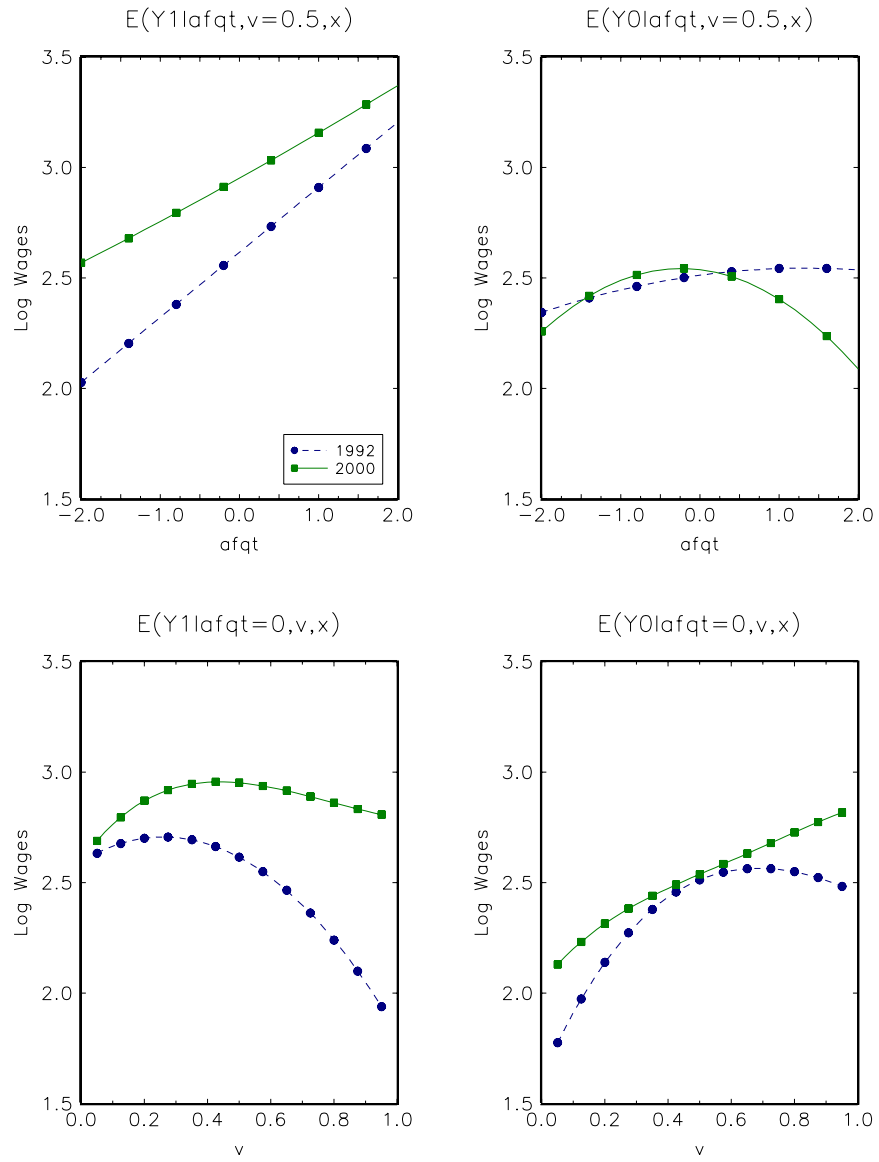 E(Y1|afqt,v=0.5,x)
3.5
3.0
2.5
2.0
1.5
Log Wages
1992
2000
−2.0 −1.0 0.0 1.0 2.0
afqt
E(Y0|afqt,v=0.5,x)
3.5
3.0
2.5
2.0
1.5
Log Wages
−2.0 −1.0 0.0 1.0 2.0
afqt
E(Y1|afqt=0,v,x)
3.5
3.0
2.5
2.0
1.5
Log Wages
0.0 0.2 0.4 0.6 0.8 1.0
v
E(Y0|afqt=0,v,x)
3.5
3.0
2.5
2.0
1.5
Log Wages
0.0 0.2 0.4 0.6 0.8 1.0
v